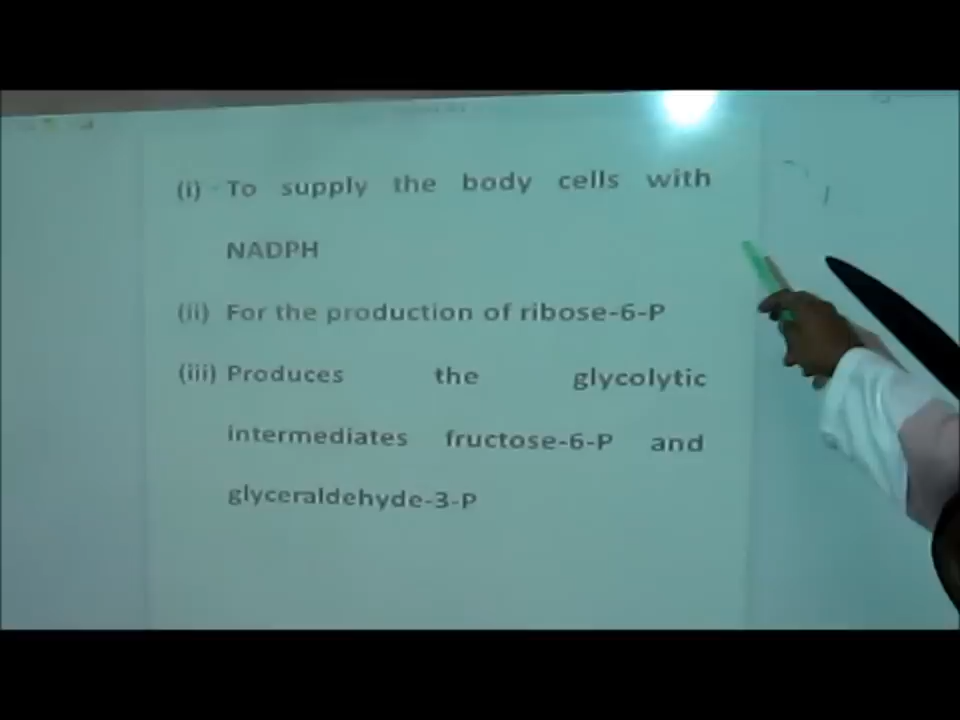 (i) To supply the body cells with
NADPH
(ii) For the production of ribose-6-P
(iii) Produces the glycolytic
intermediates fructose-6-P and
glyceraldehyde-3-P